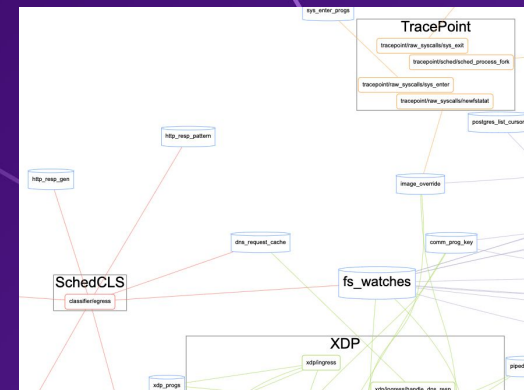 sys_enter_progs
TracePoint
tracepoint/raw_syscalls/sys_exit
tracepoint/sched/sched_process_fork
tracepoint/raw_syscalls/sys_enter
tracepoint/raw_syscalls/newfstatat
postgres_list_cursor
http_resp_pattern
http_resp_gen
image_override
dns_request_cache
comm_prog_key
SchedCLS
classifier/egress
fs_watches
XDP
xdp/ingress
xdp_progs
xdp/ingress/handle_dns_resp
piped